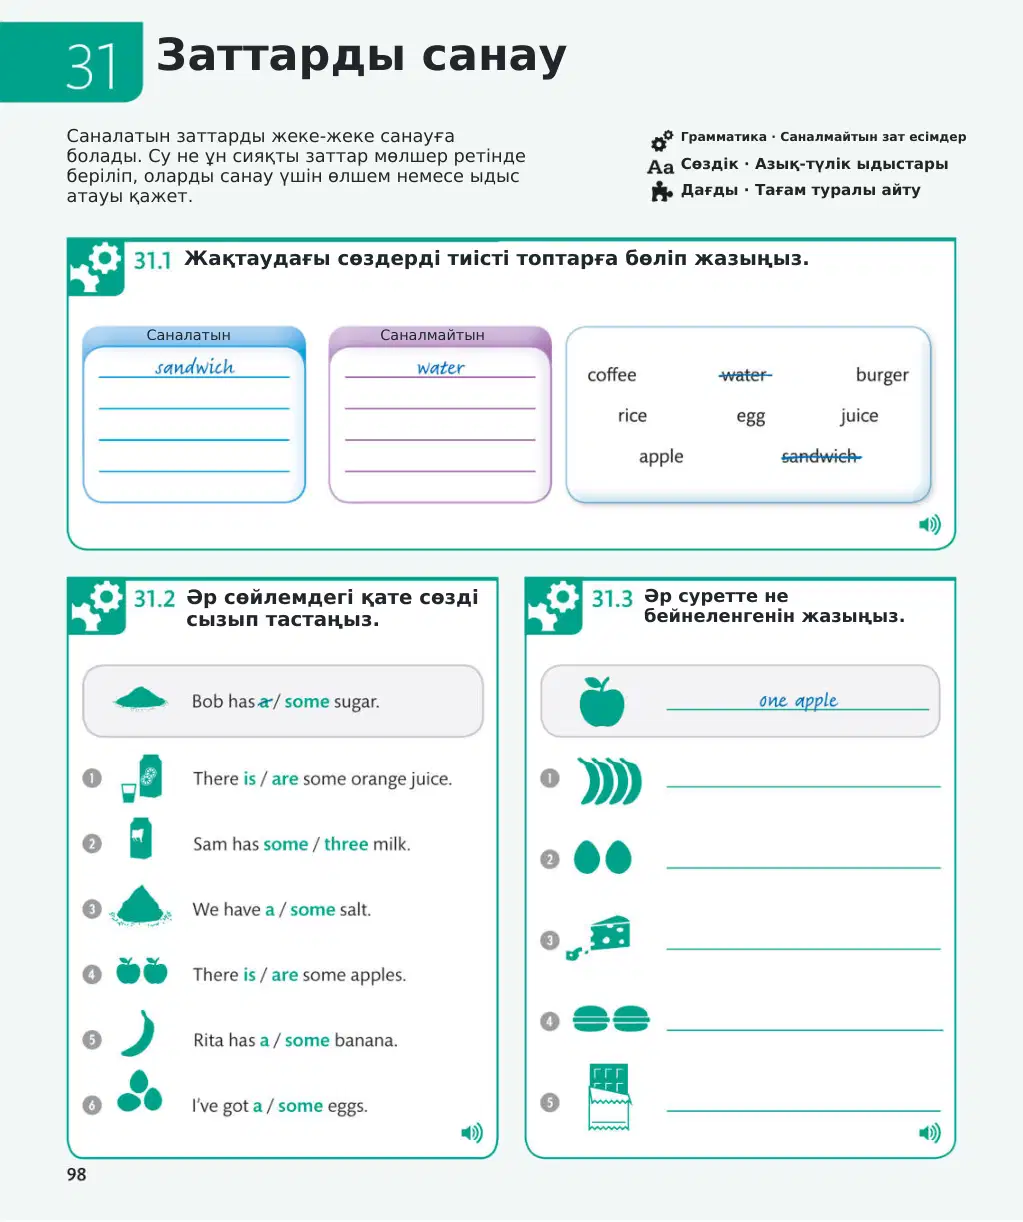 31 Заттарды санау
Саналатын заттарды жеке-жеке санауға
болады. Су не ұн сияқты заттар мөлшер ретінде
беріліп, оларды санау үшін өлшем немесе ыдыс
атауы қажет.
Грамматика · Саналмайтын зат есімдер
Aa Сөздік · Азық-түлік ыдыстары
Дағды · Тағам туралы айту
31.1 Жақтаудағы сөздерді тиісті топтарға бөліп жазыңыз.
Саналатын
sandwich
Саналмайтын
water
coffee water burger
rice egg juice
apple sandwich
31.2 Әр сөйлемдегі қате сөзді
сызып тастаңыз.
Bob has a / some sugar.
1 There is / are some orange juice.
2 Sam has some / three milk.
3 We have a / some salt.
4 There is / are some apples.
5 Rita has a / some banana.
6 I've got a / some eggs.
31.3 Әр суретте не
бейнеленгенін жазыңыз.
one apple
1
2
3
4
5
98